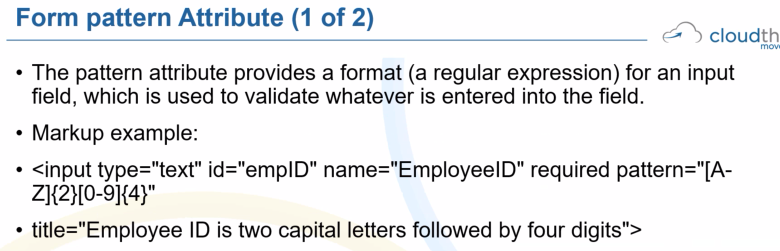 Form pattern Attribute (1 of 2)
cloudth
move
• The pattern attribute provides a format (a regular expression) for an input
field, which is used to validate whatever is entered into the field.
• Markup example:
• <input type="text" id="empID" name="EmployeeID" required pattern="[A-
Z]{2}[0-9]{4}"
• title="Employee ID is two capital letters followed by four digits">